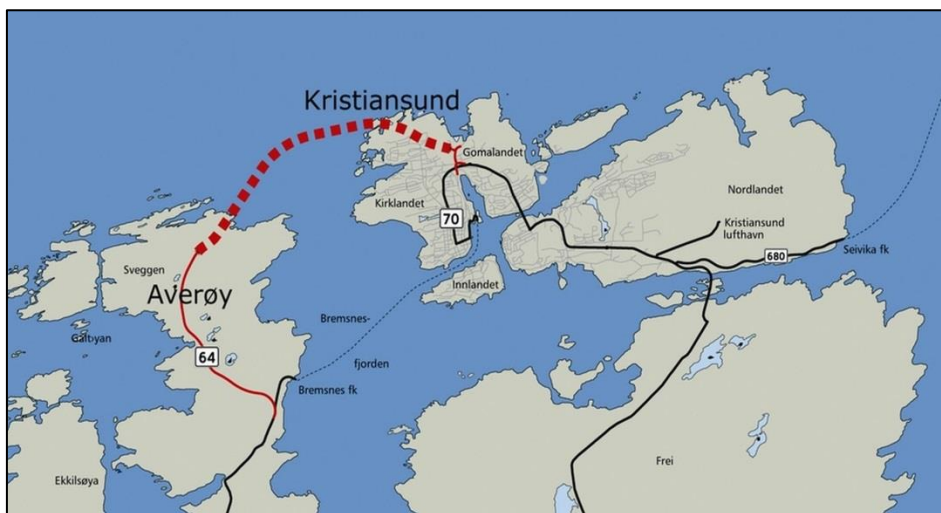 Kristiansund
Gomalandet
Nordlandet
Kirklandet
70
Kristiansund
lufthavn
Seivika fk
680
Sveggen
Innlandet
Averøy
Bremsnes-
fjorden
64
Bremsnes fk
Frei
Ekkilsøya